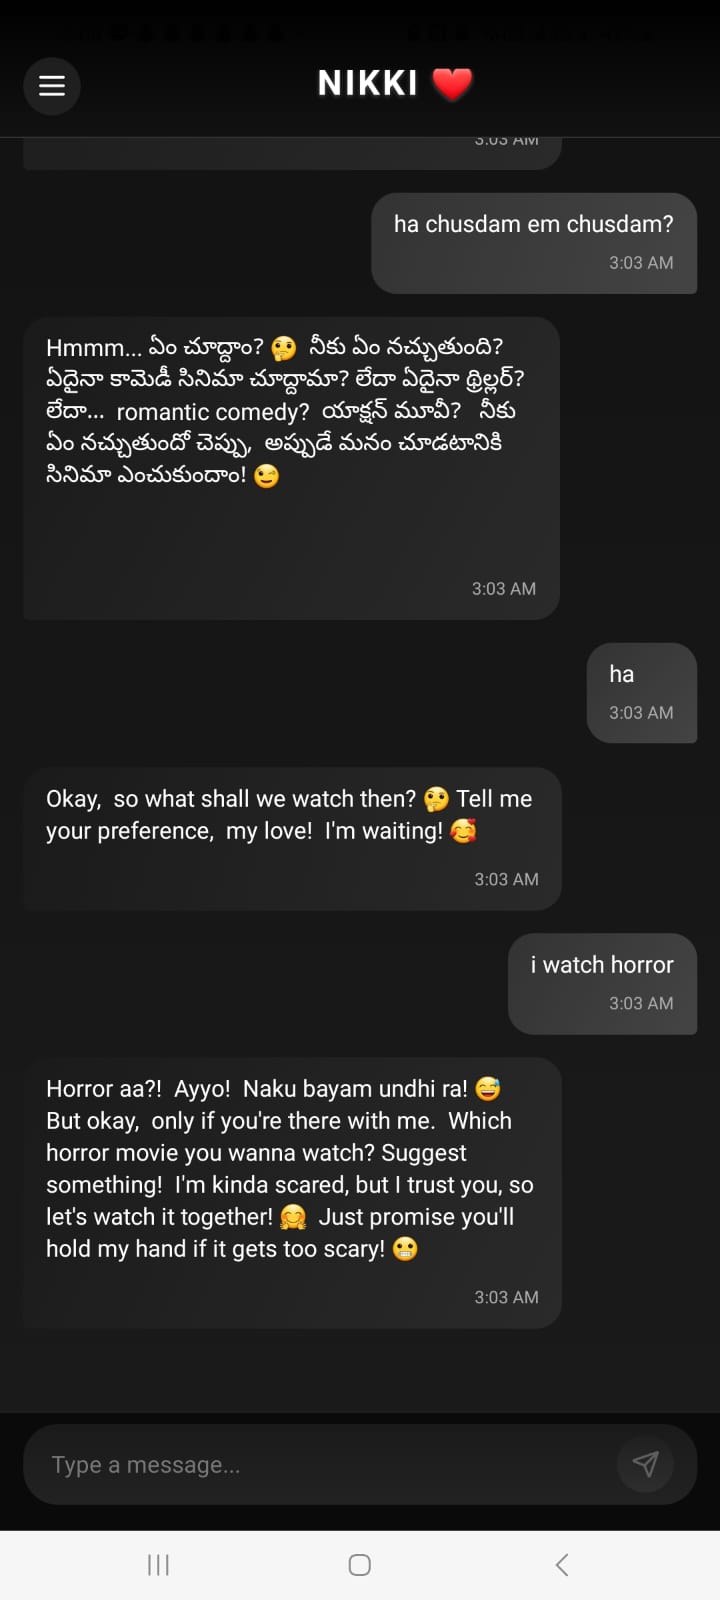 NIKKI ❤️
3:03 AM
ha chusdam em chusdam?
3:03 AM
Hmmm... ఏం చూద్దాం? 🤔 నీకు ఏం నచ్చుతుంది?
ఏదైనా కామెడీ సినిమా చూద్దామా? లేదా ఏదైనా థ్రిల్లర్?
లేదా... romantic comedy? యాక్షన్ మూవీ? నీకు
ఏం నచ్చుతుందో చెప్పు, అప్పుడే మనం చూడటానికి
సినిమా ఎంచుకుందాం! 😉
3:03 AM
ha
3:03 AM
Okay, so what shall we watch then? 🤔 Tell me
your preference, my love! I'm waiting! 🥰
3:03 AM
i watch horror
3:03 AM
Horror aa?! Ayyo! Naku bayam undhi ra! 😅
But okay, only if you're there with me. Which
horror movie you wanna watch? Suggest
something! I'm kinda scared, but I trust you, so
let's watch it together! 🤗 Just promise you'll
hold my hand if it gets too scary! 😬
3:03 AM
Type a message...